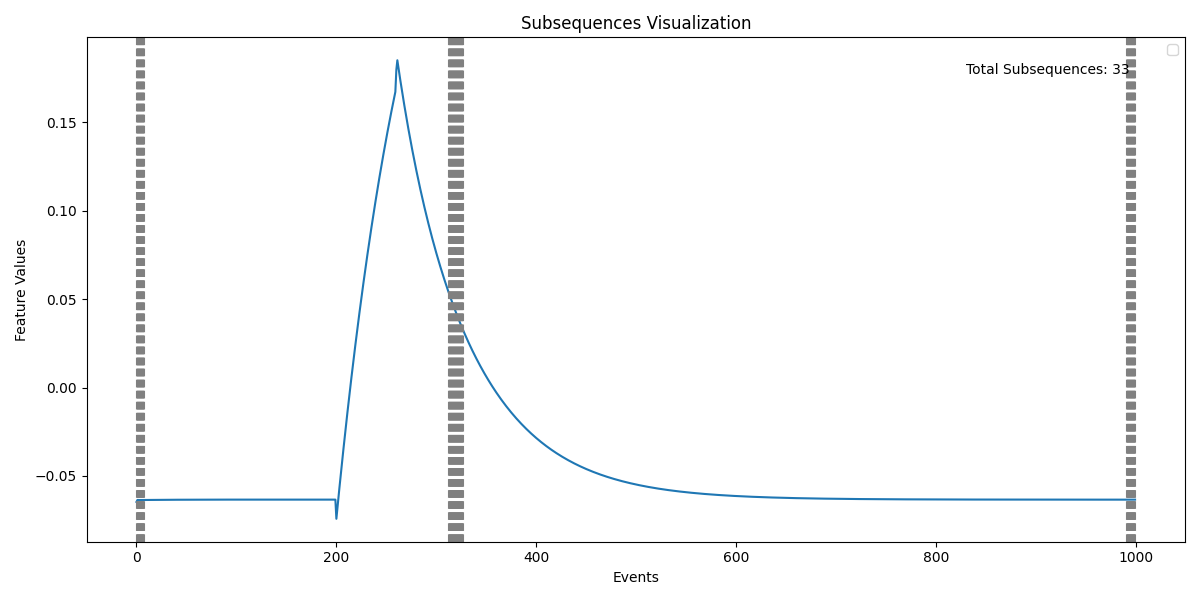 Subsequences Visualization
Total Subsequences: 33
Feature Values
0.15
0.10
0.05
0.00
−0.05
0
200
400
600
800
1000
Events